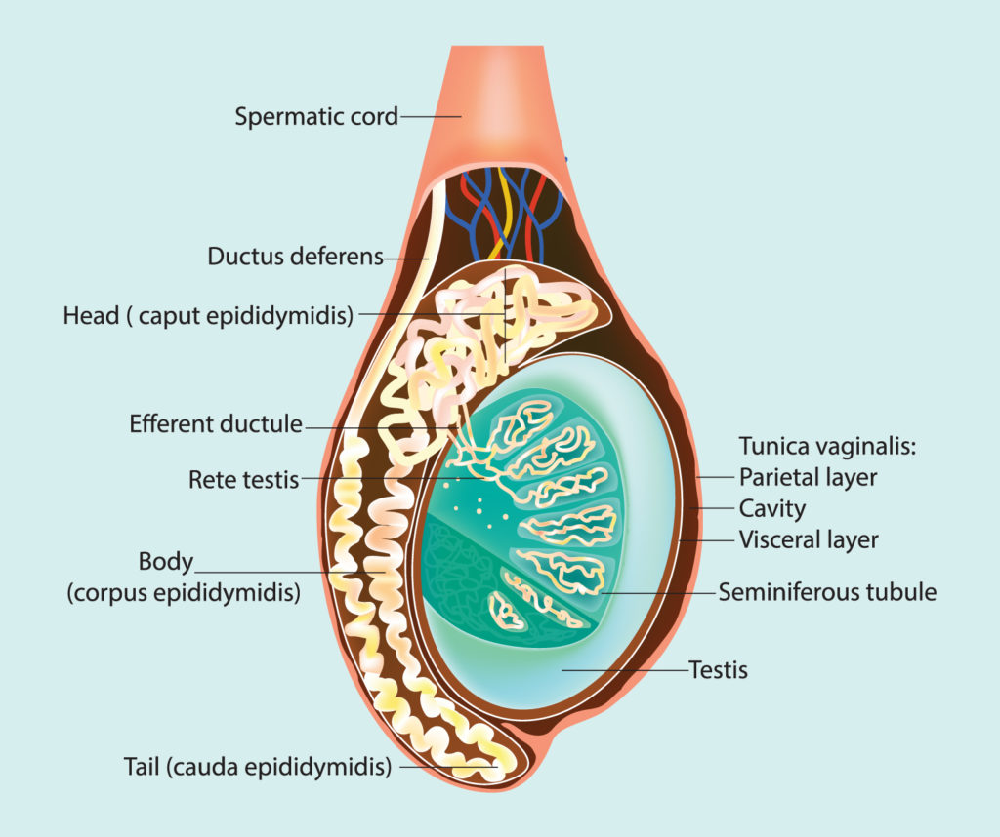 Spermatic cord
Ductus deferens
Head ( caput epididymidis)
Efferent ductule
Rete testis
Body
(corpus epididymidis)
Tail (cauda epididymidis)
Tunica vaginalis:
Parietal layer
Cavity
Visceral layer
Seminiferous tubule
Testis